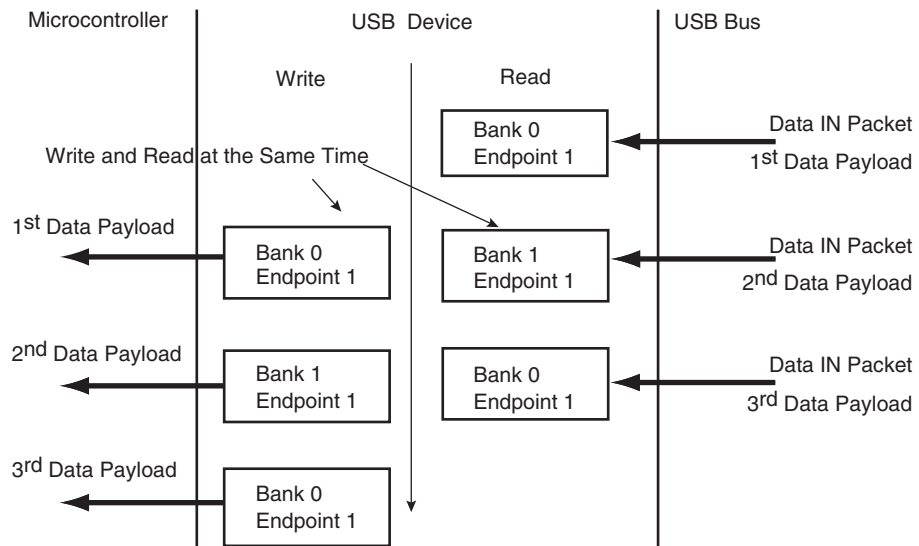 Microcontroller
USB Device
USB Bus
Write
Read
Bank 0
Endpoint 1
Data IN Packet
1st Data Payload
Write and Read at the Same Time
1st Data Payload
Bank 0
Endpoint 1
Bank 1
Endpoint 1
Data IN Packet
2nd Data Payload
2nd Data Payload
Bank 1
Endpoint 1
Bank 0
Endpoint 1
Data IN Packet
3rd Data Payload
3rd Data Payload
Bank 0
Endpoint 1